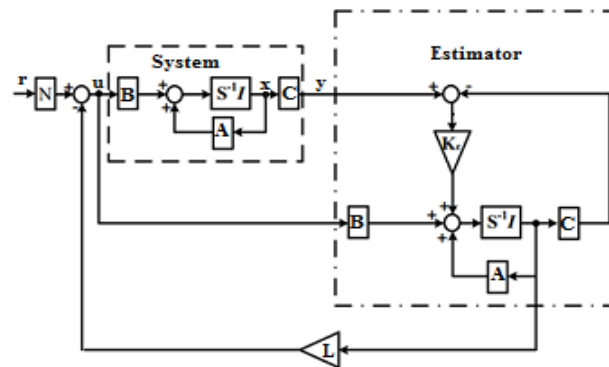 Estimator
System
r N + - u B + + S⁻¹I x C y + -
A
Kₑ
B + + + S⁻¹I C
A
L